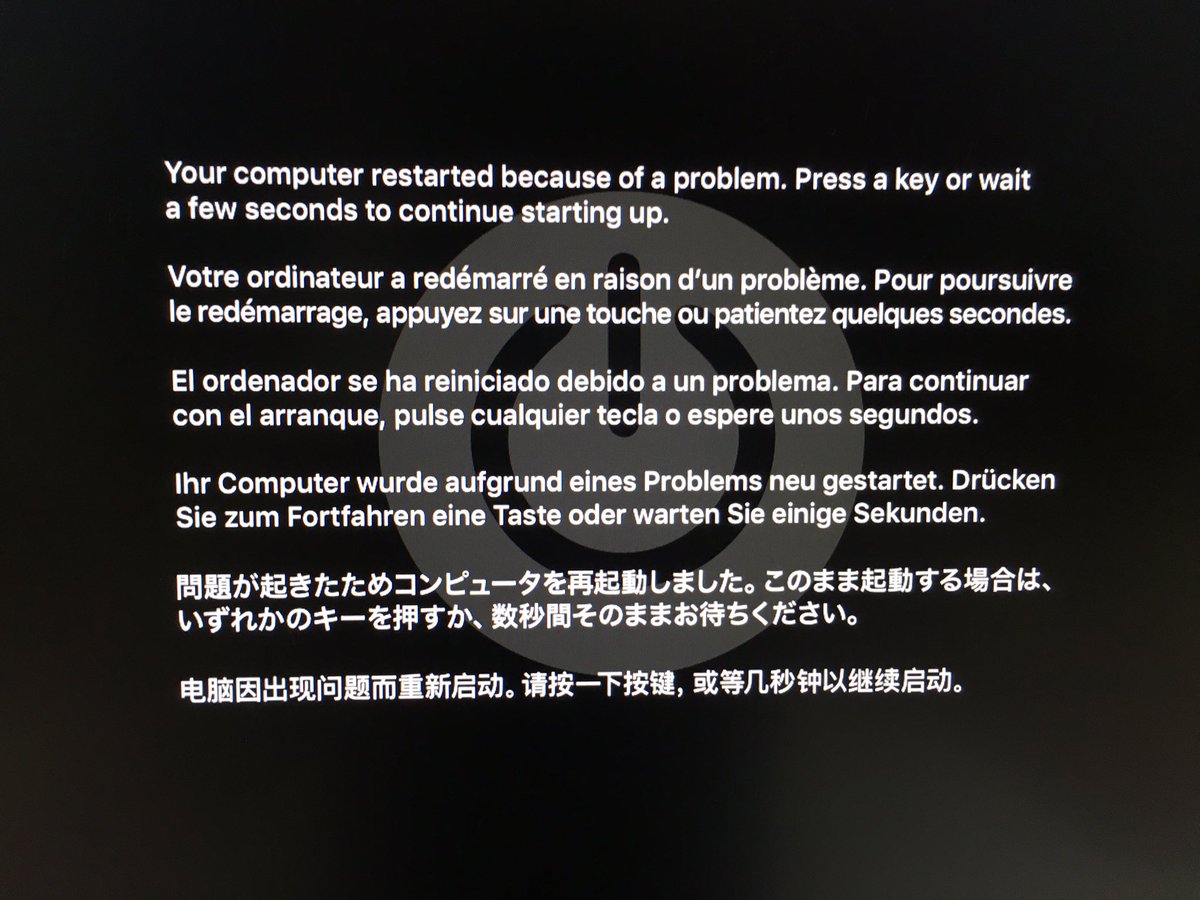 Your computer restarted because of a problem. Press a key or wait
a few seconds to continue starting up.
Votre ordinateur a redémarré en raison d’un problème. Pour poursuivre
le redémarrage, appuyez sur une touche ou patientez quelques secondes.
El ordenador se ha reiniciado debido a un problema. Para continuar
con el arranque, pulse cualquier tecla o espere unos segundos.
Ihr Computer wurde aufgrund eines Problems neu gestartet. Drücken
Sie zum Fortfahren eine Taste oder warten Sie einige Sekunden.
問題が起きたためコンピュータを再起動しました。このまま起動する場合は、
いずれかのキーを押すか、数秒間そのままお待ちください。
电脑因出现问题而重新启动。请按一下按键，或等几秒钟以继续启动。